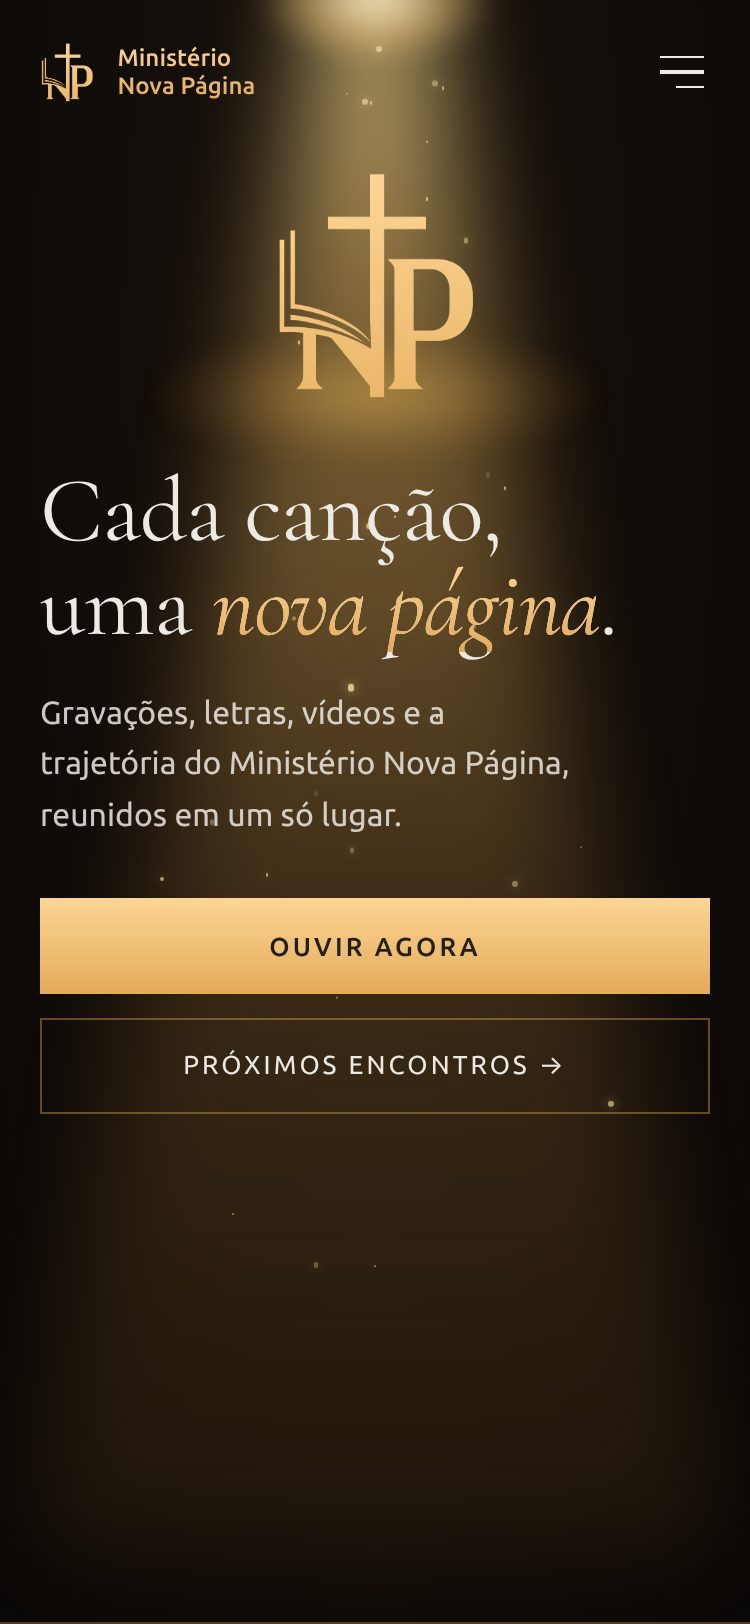 Ministério
Nova Página
NP
Cada canção,
uma nova página.
Gravações, letras, vídeos e a
trajetória do Ministério Nova Página,
reunidos em um só lugar.
OUVIR AGORA
PRÓXIMOS ENCONTROS →